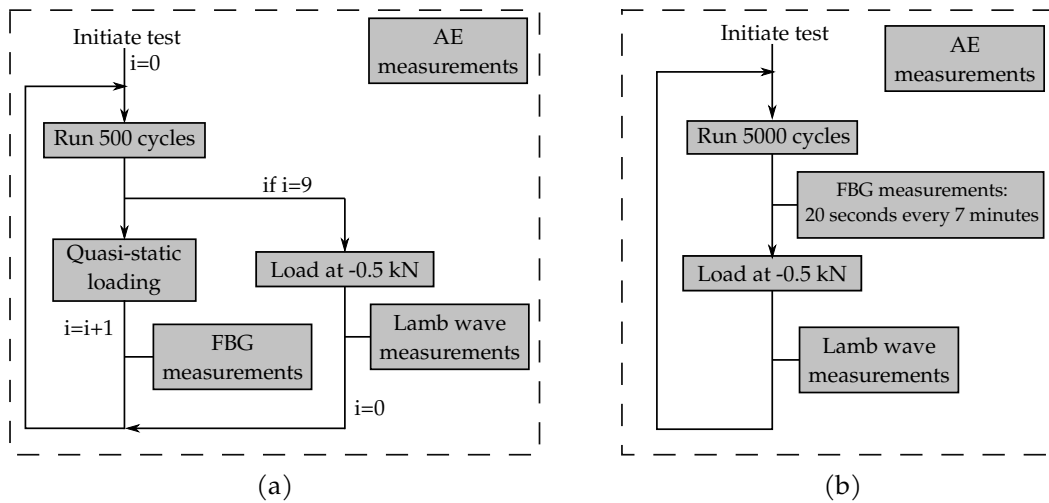 Initiate test
i=0
AE
measurements
Run 500 cycles
if i=9
Quasi-static
loading
Load at -0.5 kN
i=i+1
FBG
measurements
Lamb wave
measurements
i=0
(a)
Initiate test
AE
measurements
Run 5000 cycles
FBG measurements:
20 seconds every 7 minutes
Load at -0.5 kN
Lamb wave
measurements
(b)